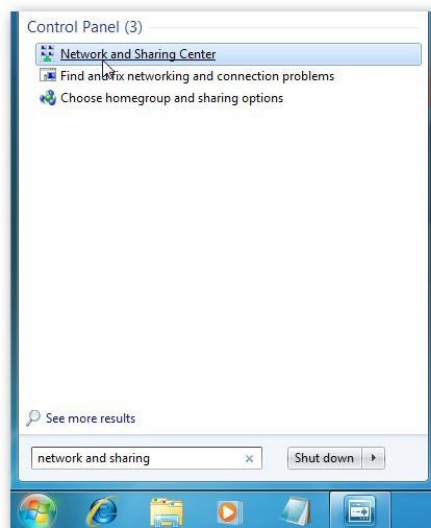 Control Panel (3)
Network and Sharing Center
Find and fix networking and connection problems
Choose homegroup and sharing options
See more results
network and sharing
Shut down